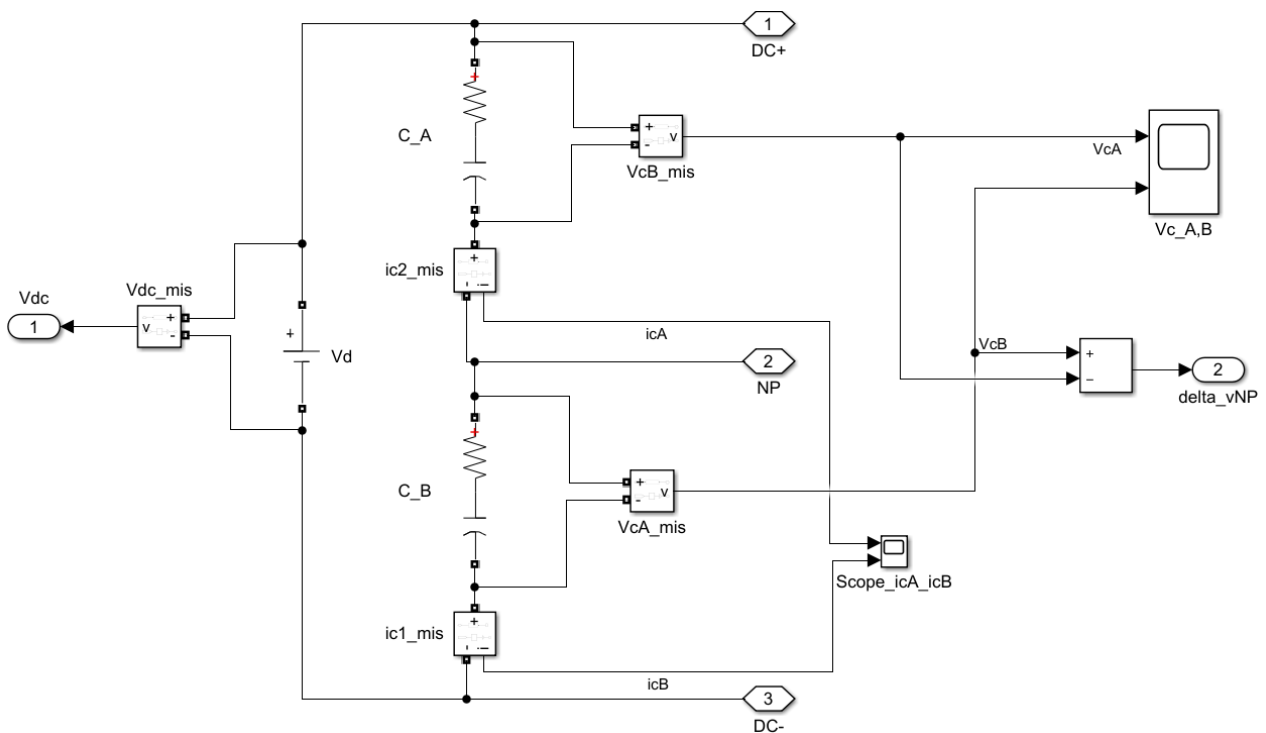 1
DC+
C_A
+
-
v
VcB_mis
VcA
Vc_A,B
+
ic2_mis
Vdc
1
Vdc_mis
v
+
-
+
Vd
icA
2
NP
VcB
+
−
2
delta_vNP
C_B
+
-
v
VcA_mis
Scope_icA_icB
+
ic1_mis
icB
3
DC-